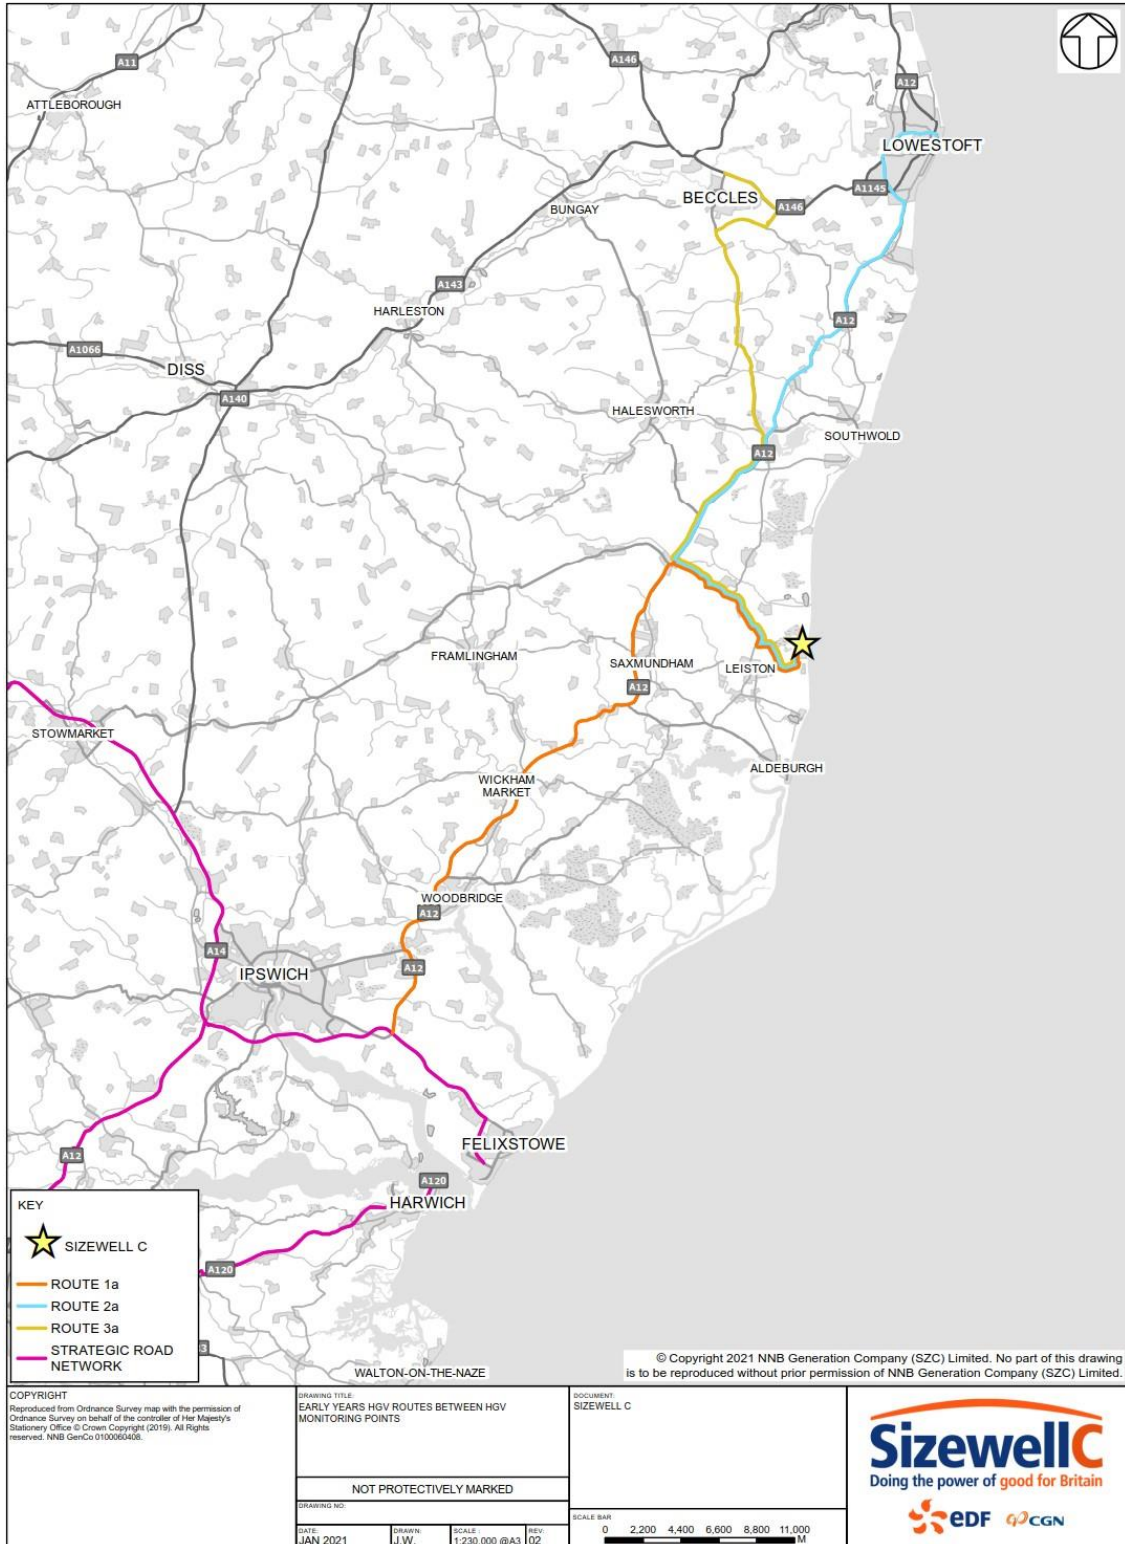 A11
A146
A12
ATTLEBOROUGH
LOWESTOFT
A1145
BECCLES
A146
BUNGAY
A143
HARLESTON
A12
A1066
DISS
A140
HALESWORTH
SOUTHWOLD
A12
FRAMLINGHAM
SAXMUNDHAM
LEISTON
A12
STOWMARKET
ALDEBURGH
WICKHAM
MARKET
WOODBRIDGE
A12
A14
IPSWICH
A12
FELIXSTOWE
A12
A120
HARWICH
A120
3
WALTON-ON-THE-NAZE
KEY
SIZEWELL C
ROUTE 1a
ROUTE 2a
ROUTE 3a
STRATEGIC ROAD
NETWORK
© Copyright 2021 NNB Generation Company (SZC) Limited. No part of this drawing
is to be reproduced without prior permission of NNB Generation Company (SZC) Limited.
COPYRIGHT
Reproduced from Ordnance Survey map with the permission of
Ordnance Survey on behalf of the controller of Her Majesty's
Stationery Office © Crown Copyright (2019). All Rights
reserved. NNB GenCo 0100060408.
DRAWING TITLE:
EARLY YEARS HGV ROUTES BETWEEN HGV
MONITORING POINTS
NOT PROTECTIVELY MARKED
DRAWING NO:
DATE:
JAN 2021
DRAWN:
J.W.
SCALE :
1:230,000 @A3
REV:
02
DOCUMENT:
SIZEWELL C
SCALE BAR
0 2,200 4,400 6,600 8,800 11,000
M
SizewellC
Doing the power of good for Britain
eDF
CGN